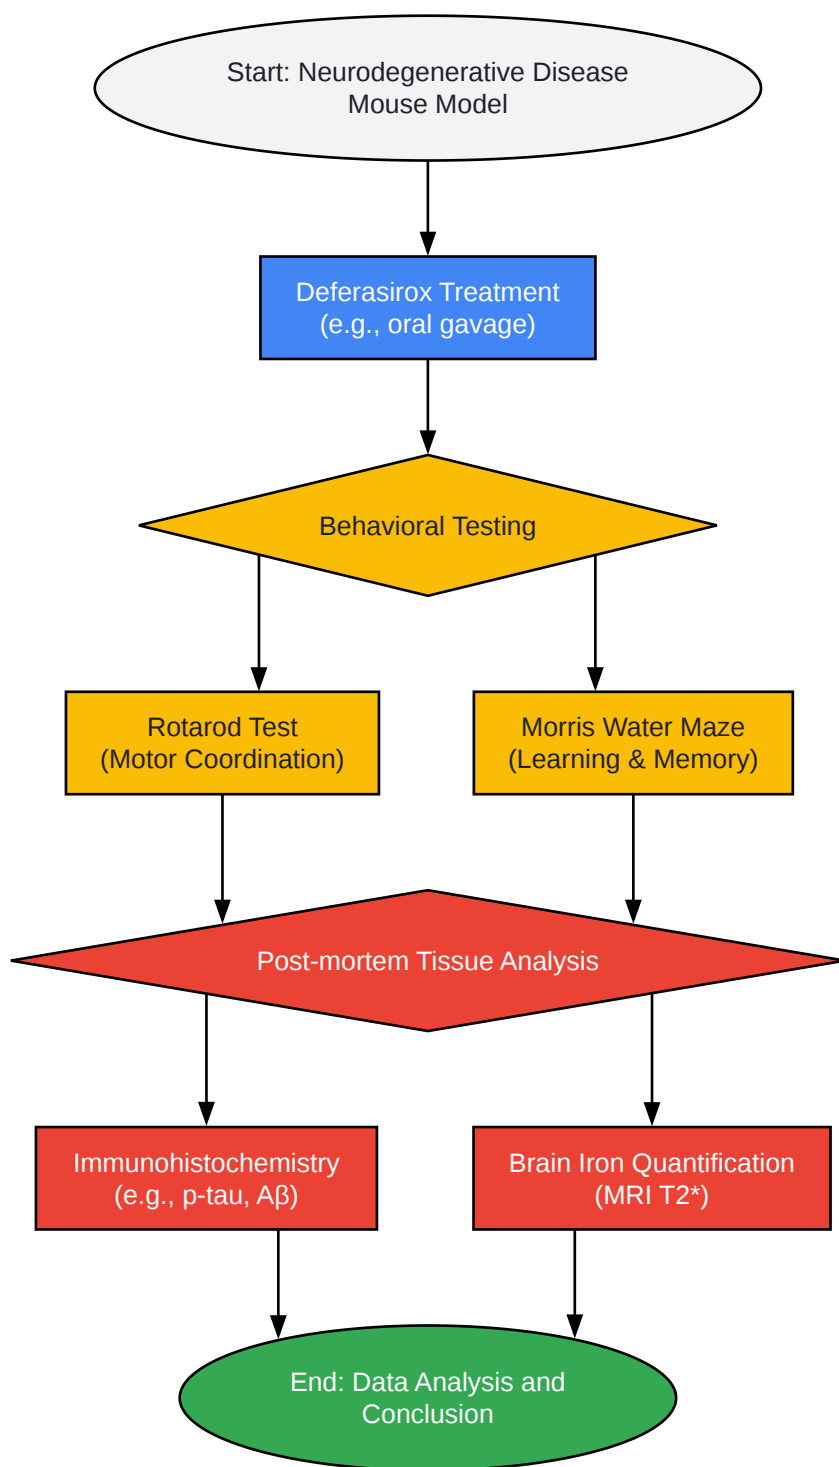 Start: Neurodegenerative Disease
Mouse Model
Deferasirox Treatment
(e.g., oral gavage)
Behavioral Testing
Rotarod Test
(Motor Coordination)
Morris Water Maze
(Learning & Memory)
Post-mortem Tissue Analysis
Immunohistochemistry
(e.g., p-tau, Aβ)
Brain Iron Quantification
(MRI T2*)
End: Data Analysis and
Conclusion